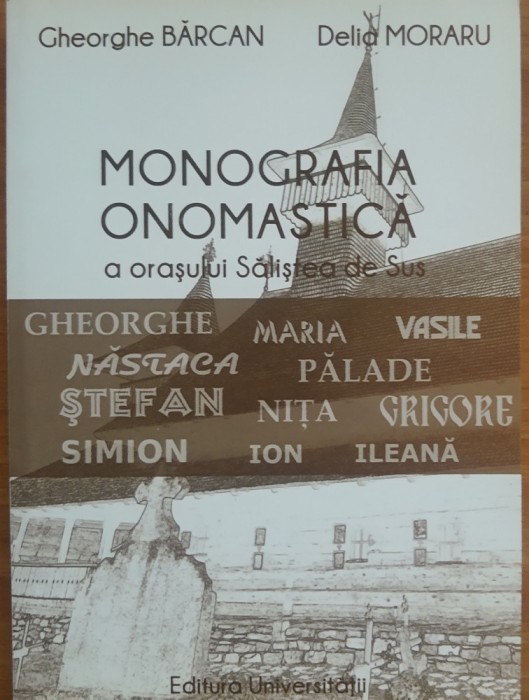 Gheorghe BĂRCAN Delia MORARU
MONOGRAFIA
ONOMASTICĂ
a orașului Săliștea de Sus
GHEORGHE MARIA VASILE
NĂSTACA PĂLADE
ŞTEFAN NIȚA GRIGORE
SIMION ION ILEANĂ
Editura Universității